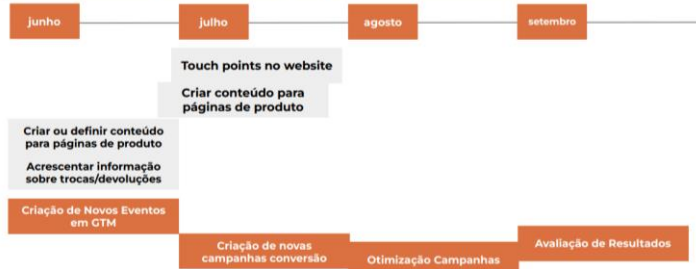 junho
julho
agosto
setembro
Touch points no website
Criar conteúdo para
páginas de produto
Criar ou definir conteúdo
para páginas de produto
Acrescentar informação
sobre trocas/devoluções
Criação de Novos Eventos
em GTM
Criação de novas
campanhas conversão
Otimização Campanhas
Avaliação de Resultados